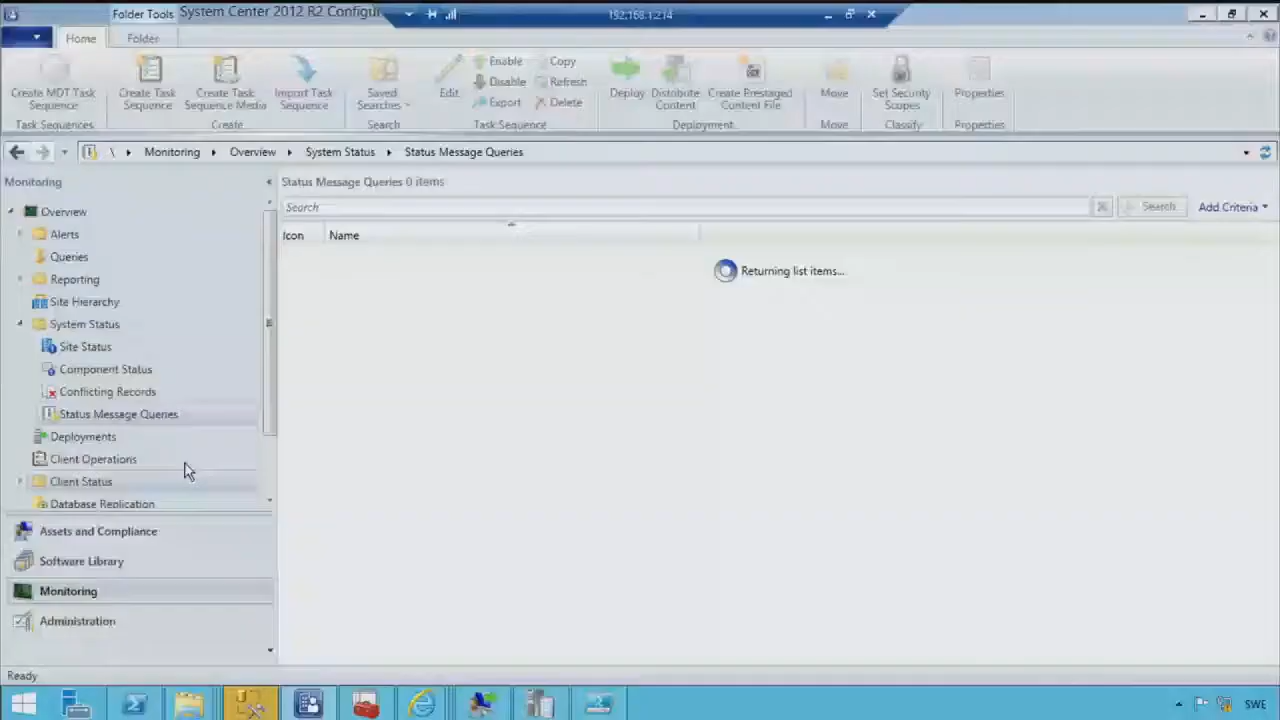 Folder Tools System Center 2012 R2 Configu
192.168.1.214
Home Folder
Create MDT Task Sequence
Create Task Sequence
Create Task Sequence Media
Import Task Sequence
Saved Searches
Edit
Enable
Disable
Export
Copy
Refresh
Delete
Deploy
Distribute Content
Create Prestaged Content File
Move
Set Security Scopes
Properties
Task Sequences Create Search Task Sequence Deployment Move Classify Properties
\ Monitoring Overview System Status Status Message Queries
Monitoring
Overview
Alerts
Queries
Reporting
Site Hierarchy
System Status
Site Status
Component Status
Conflicting Records
Status Message Queries
Deployments
Client Operations
Client Status
Database Replication
Assets and Compliance
Software Library
Monitoring
Administration
Status Message Queries 0 items
Search Search Add Criteria
Icon Name
Returning list items...
Ready
SWE